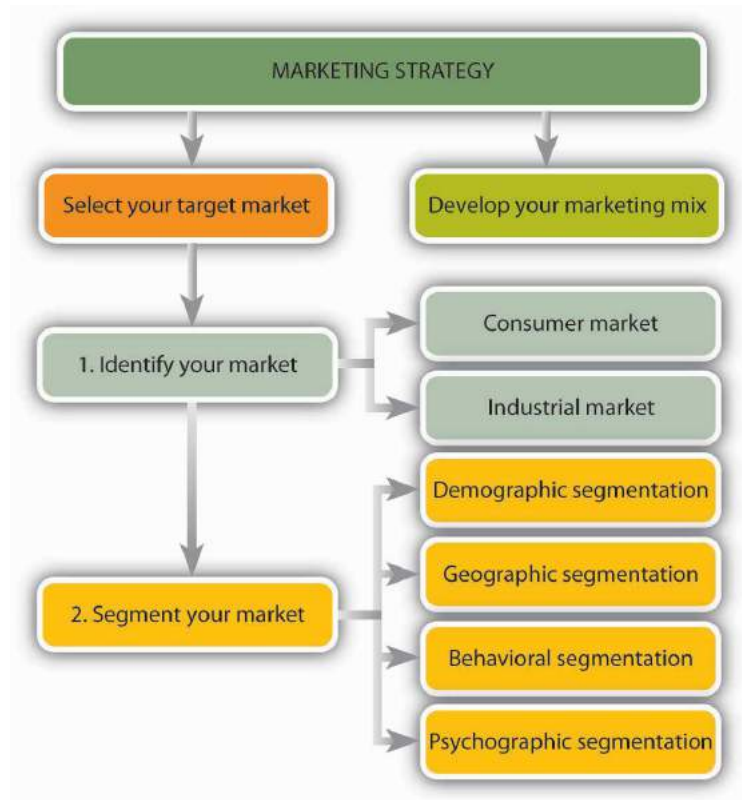 MARKETING STRATEGY
Select your target market
Develop your marketing mix
1. Identify your market
Consumer market
Industrial market
2. Segment your market
Demographic segmentation
Geographic segmentation
Behavioral segmentation
Psychographic segmentation